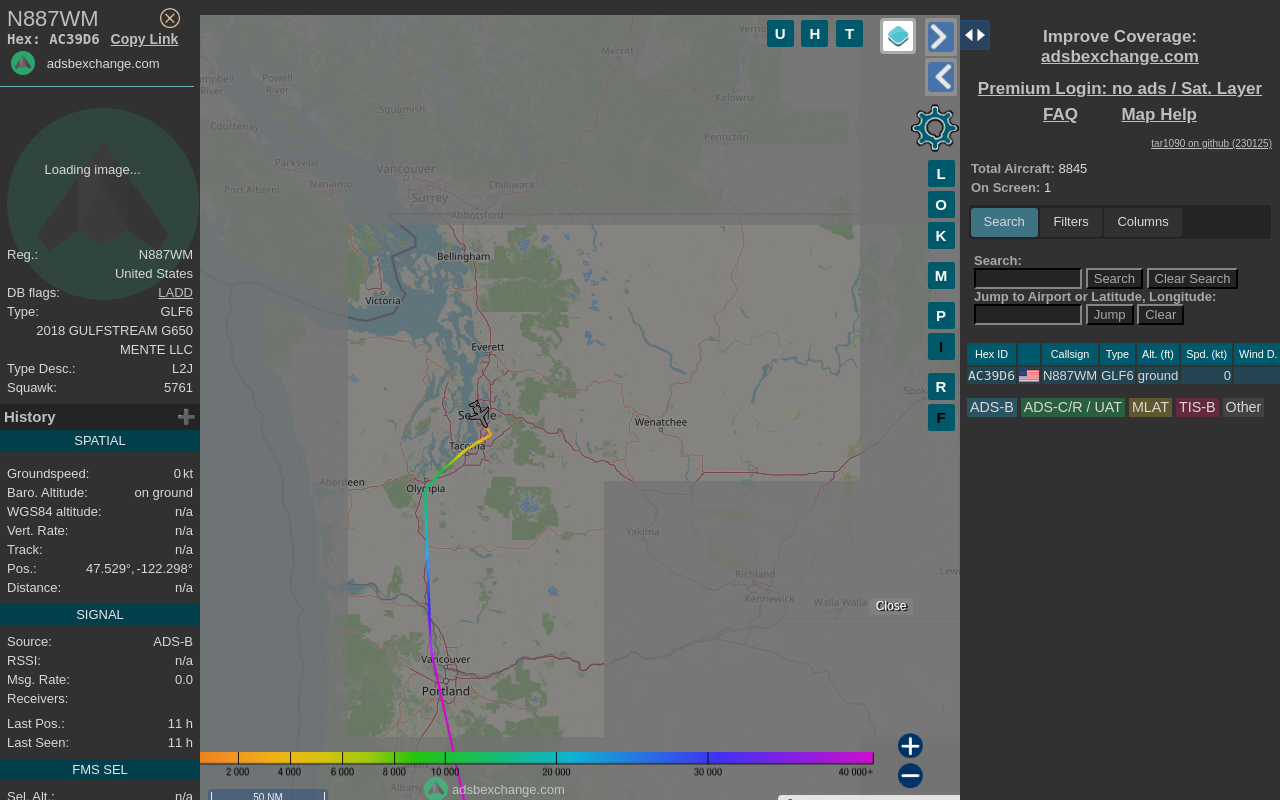 N887WM
Hex: AC39D6 Copy Link
adsbexchange.com
Loading image...
Reg.: N887WM
United States
DB flags: LADD
Type: GLF6
2018 GULFSTREAM G650
MENTE LLC
Type Desc.: L2J
Squawk: 5761
History
SPATIAL
Groundspeed: 0 kt
Baro. Altitude: on ground
WGS84 altitude: n/a
Vert. Rate: n/a
Track: n/a
Pos.: 47.529°, -122.298°
Distance: n/a
SIGNAL
Source: ADS-B
RSSI: n/a
Msg. Rate: 0.0
Receivers:
Last Pos.: 11 h
Last Seen: 11 h
FMS SEL
Sel. Alt.: n/a
U H T
L
O
K
M
P
I
R
F
Merritt
Powell
River
River
Squamish
Kelowna
Courtenay
Penticton
Parksville
Vancouver
Port Alberni
Nanaimo
Chilliwack
Surrey
Abbotsford
Bellingham
Victoria
Everett
Tacoma
Wenatchee
Aberdeen
Olympia
Yakima
Richland
Kennewick
Walla Walla
Vancouver
Portland
Albany
Close
2 000 4 000 6 000 8 000 10 000 20 000 30 000 40 000+
adsbexchange.com
50 NM
Improve Coverage:
adsbexchange.com
Premium Login: no ads / Sat. Layer
FAQ Map Help
tar1090 on github (230125)
Total Aircraft: 8845
On Screen: 1
Search Filters Columns
Search:
Search Clear Search
Jump to Airport or Latitude, Longitude:
Jump Clear
Hex ID Callsign Type Alt. (ft) Spd. (kt) Wind D.
AC39D6 N887WM GLF6 ground 0
ADS-B ADS-C/R / UAT MLAT TIS-B Other